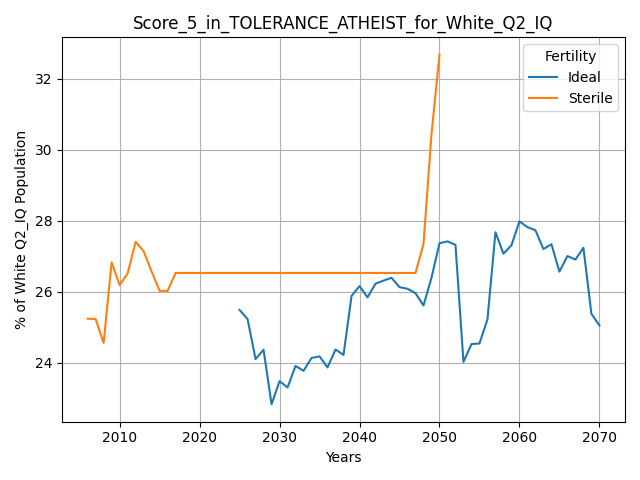 Score_5_in_TOLERANCE_ATHEIST_for_White_Q2_IQ
Fertility
Ideal
Sterile
% of White Q2_IQ Population
32
30
28
26
24
2010
2020
2030
2040
2050
2060
2070
Years